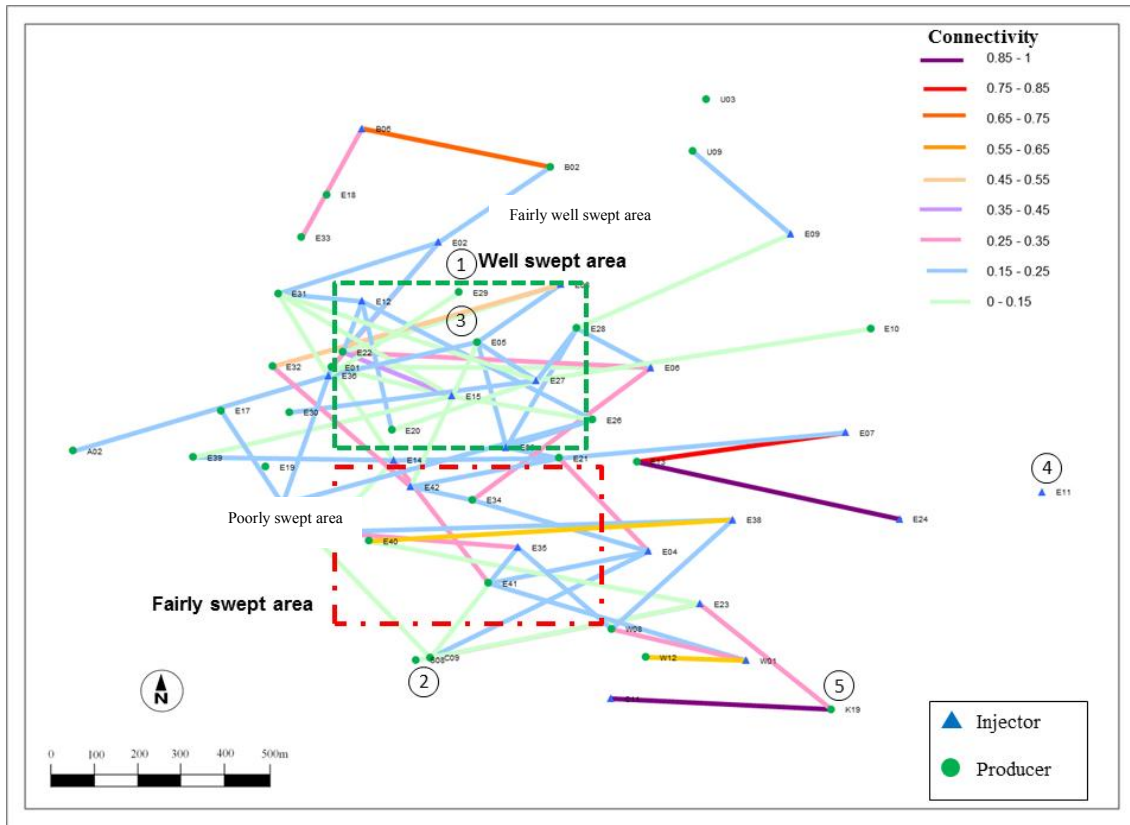 Connectivity
0.85 - 1
0.75 - 0.85
0.65 - 0.75
0.55 - 0.65
0.45 - 0.55
0.35 - 0.45
0.25 - 0.35
0.15 - 0.25
0 - 0.15
U03
B06
U09
B02
E18
Fairly well swept area
E33
E02
E09
1
Well swept area
E31
E29
E12
3
E28
E10
E05
E22
E32
E01
E06
E36
E27
E15
E17
E30
E26
E20
E07
A02
E39
E14
E21
E19
4
E42
E11
E34
Poorly swept area
E38
E24
E40
E35
E04
E41
Fairly swept area
E23
W08
C09
W12
W01
2
5
N
K19
0 100 200 300 400 500m
Injector
Producer